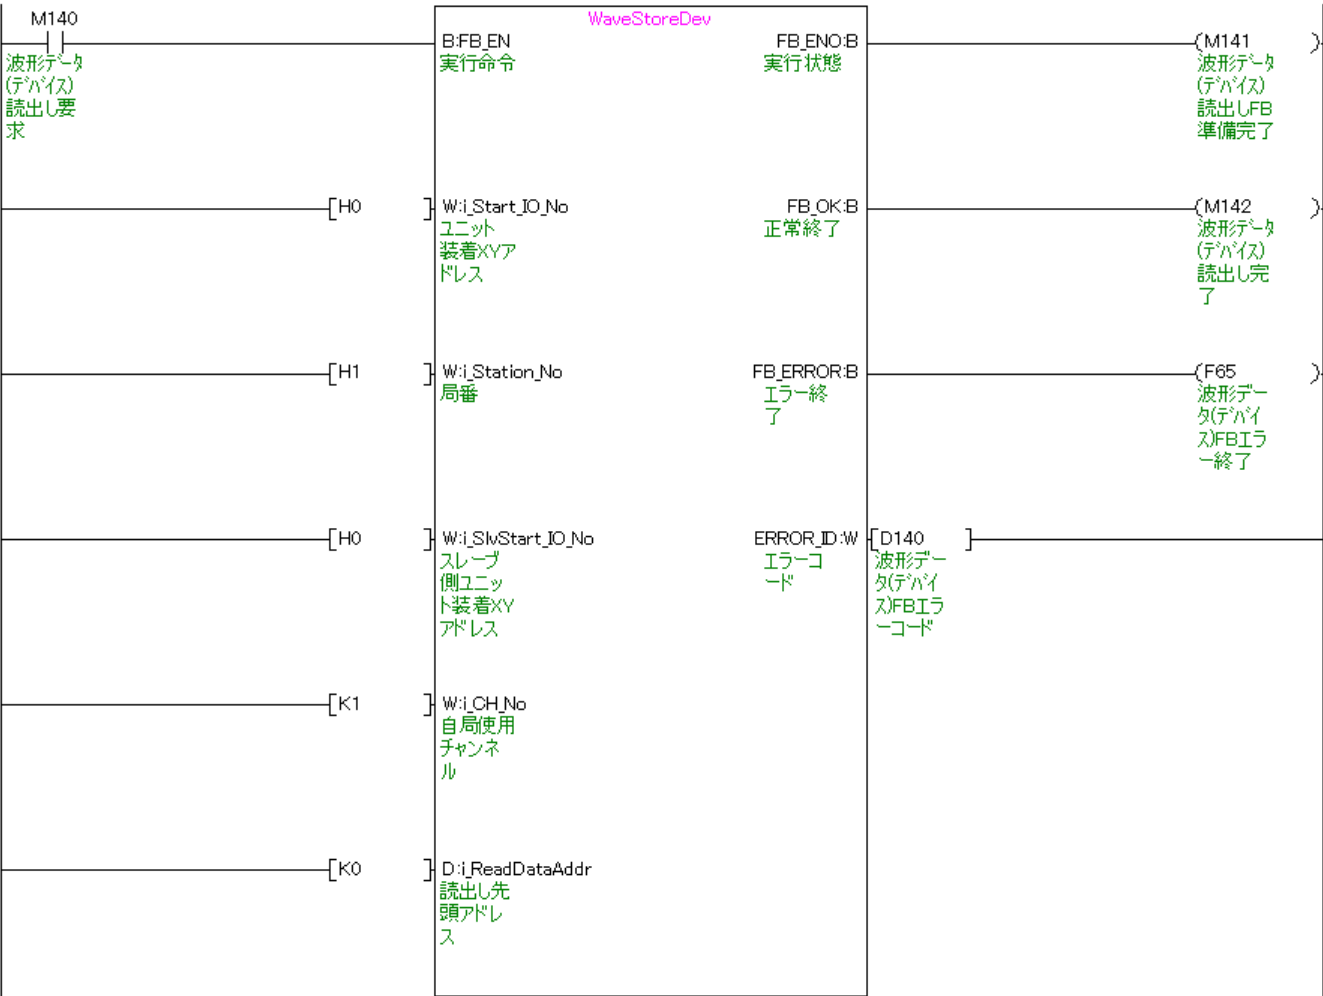 M140
波形データ
(デバイス)
読出し要
求
WaveStoreDev
B:FB_EN
実行命令
FB_ENO:B
実行状態
M141
波形データ
(デバイス)
読出しFB
準備完了
H0
W:i_Start_IO_No
ユニット
装着XYア
ドレス
FB_OK:B
正常終了
M142
波形データ
(デバイス)
読出し完
了
H1
W:i_Station_No
局番
FB_ERROR:B
エラー終
了
F65
波形デー
タ(デバイ
ス)FBエラ
ー終了
H0
W:i_SlvStart_IO_No
スレーブ
側ユニッ
ト装着XY
アドレス
ERROR_ID:W
エラーコ
ード
D140
波形デー
タ(デバイ
ス)FBエラ
ーコード
K1
W:i_CH_No
自局使用
チャンネ
ル
K0
D:i_ReadDataAddr
読出し先
頭アドレ
ス